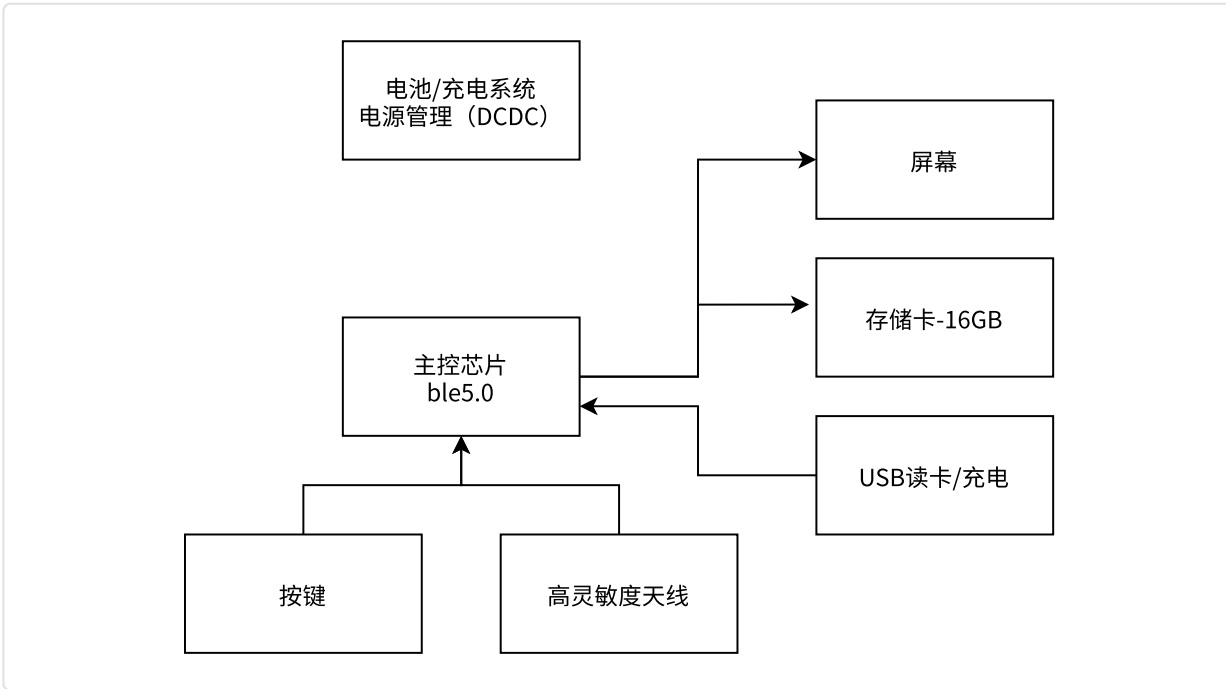 电池/充电系统
电源管理（DCDC）
屏幕
存储卡-16GB
主控芯片
ble5.0
USB读卡/充电
按键
高灵敏度天线